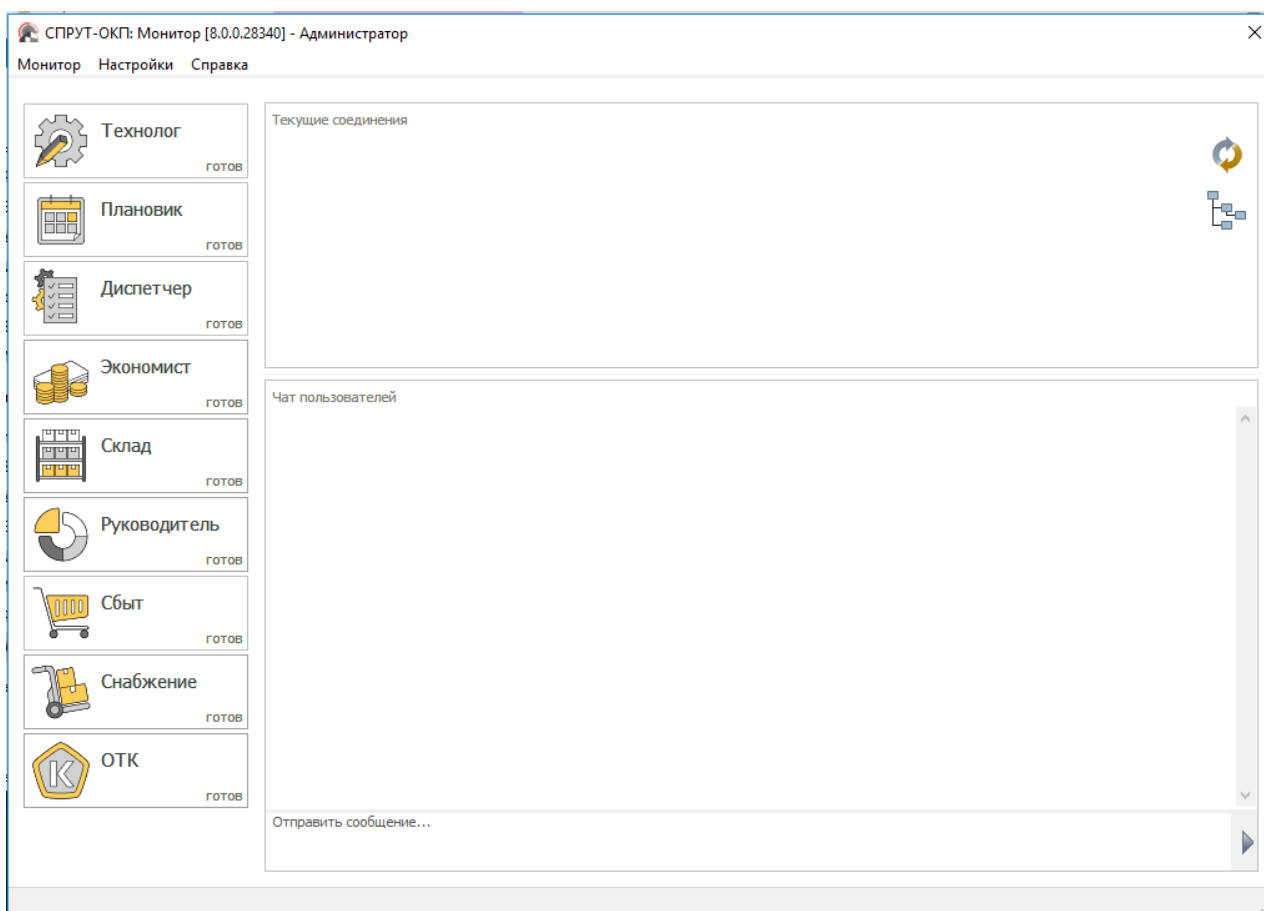 СПРУТ-ОКП: Монитор [8.0.0.28340] - Администратор
Монитор Настройки Справка
Технолог
готов
Плановик
готов
Диспетчер
готов
Экономист
готов
Склад
готов
Руководитель
готов
Сбыт
готов
Снабжение
готов
К
ОТК
готов
Текущие соединения
Чат пользователей
Отправить сообщение...